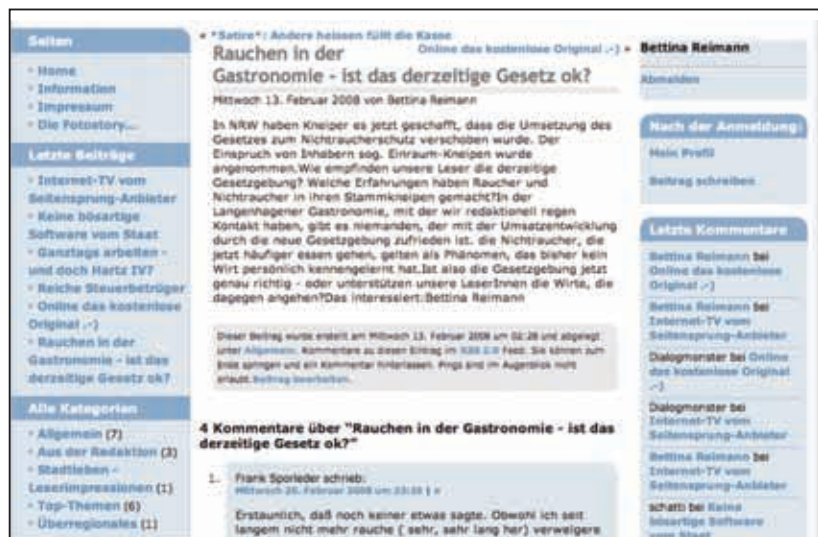 Seiten
Home
Information
Impressum
Die Fotostory...
Letzte Beiträge
Internet-TV vom
Seitensprung-Anbieter
Keine bösartige
Software vom Staat
Ganztags arbeiten -
und doch Hartz IV?
Reiche Steuerbetrüger
Online das kostenlose
Original ,-)
Rauchen in der
Gastronomie - ist das
derzeitige Gesetz ok?
Alle Kategorien
Allgemein (7)
Aus der Redaktion (3)
Stadtleben -
Leserimpressionen (1)
Top-Themen (6)
Überregionales (1)
« *Satire*: Andere heissen füllt die Kasse
Online das kostenlose Original ,-) »
Rauchen in der
Gastronomie - ist das derzeitige Gesetz ok?
Mittwoch 13. Februar 2008 von Bettina Reimann
In NRW haben Kneiper es jetzt geschafft, dass die Umsetzung des
Gesetzes zum Nichtraucherschutz verschoben wurde. Der
Einspruch von Inhabern sog. Einraum-Kneipen wurde
angenommen.Wie empfinden unsere Leser die derzeitige
Gesetzgebung? Welche Erfahrungen haben Raucher und
Nichtraucher in ihren Stammkneipen gemacht?In der
Langenhagener Gastronomie, mit der wir redaktionell regen
Kontakt haben, gibt es niemanden, der mit der Umsatzentwicklung
durch die neue Gesetzgebung zufrieden ist. die Nichtraucher, die
jetzt häufiger essen gehen, gelten als Phänomen, das bisher kein
Wirt persönlich kennengelernt hat.Ist also die Gesetzgebung jetzt
genau richtig - oder unterstützen unsere LeserInnen die Wirte, die
dagegen angehen?Das interessiert:Bettina Reimann
Dieser Beitrag wurde erstellt am Mittwoch 13. Februar 2008 um 02:28 und abgelegt
unter Allgemein. Kommentare zu diesen Eintrag im RSS 2.0 Feed. Sie können zum
Ende springen und ein Kommentar hinterlassen. Pings sind im Augenblick nicht
erlaubt.Beitrag bearbeiten.
4 Kommentare über "Rauchen in der Gastronomie - ist das
derzeitige Gesetz ok?"
1. Frank Sporleder schrieb:
Mittwoch 20. Februar 2008 um
Erstaunlich, daß noch keiner etwas sagte. Obwohl ich seit
langem nicht mehr rauche ( sehr, sehr lang her) verweigere
Bettina Reimann
Abmelden
Nach der Anmeldung:
Mein Profil
Beitrag schreiben
Letzte Kommentare
Bettina Reimann bei
Online das kostenlose
Original ,-)
Bettina Reimann bei
Internet-TV vom
Seitensprung-Anbieter
Dialogmonster bei Online
das kostenlose Original
,-)
Dialogmonster bei
Internet-TV vom
Seitensprung-Anbieter
Bettina Reimann bei
Internet-TV vom
Seitensprung-Anbieter
schatti bei Keine
bösartige Software
vom Staat